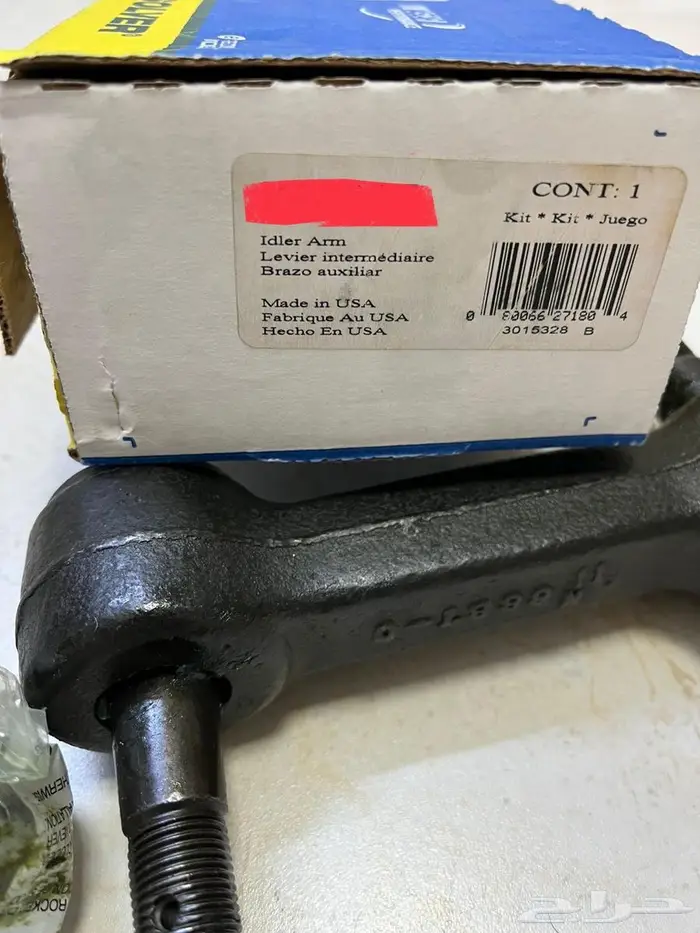 CONT: 1
Kit * Kit * Juego
Idler Arm
Levier intermédiaire
Brazo auxiliar
Made in USA
Fabrique Au USA
Hecho En USA
0 80066 27180 4
3015328 B
حراج